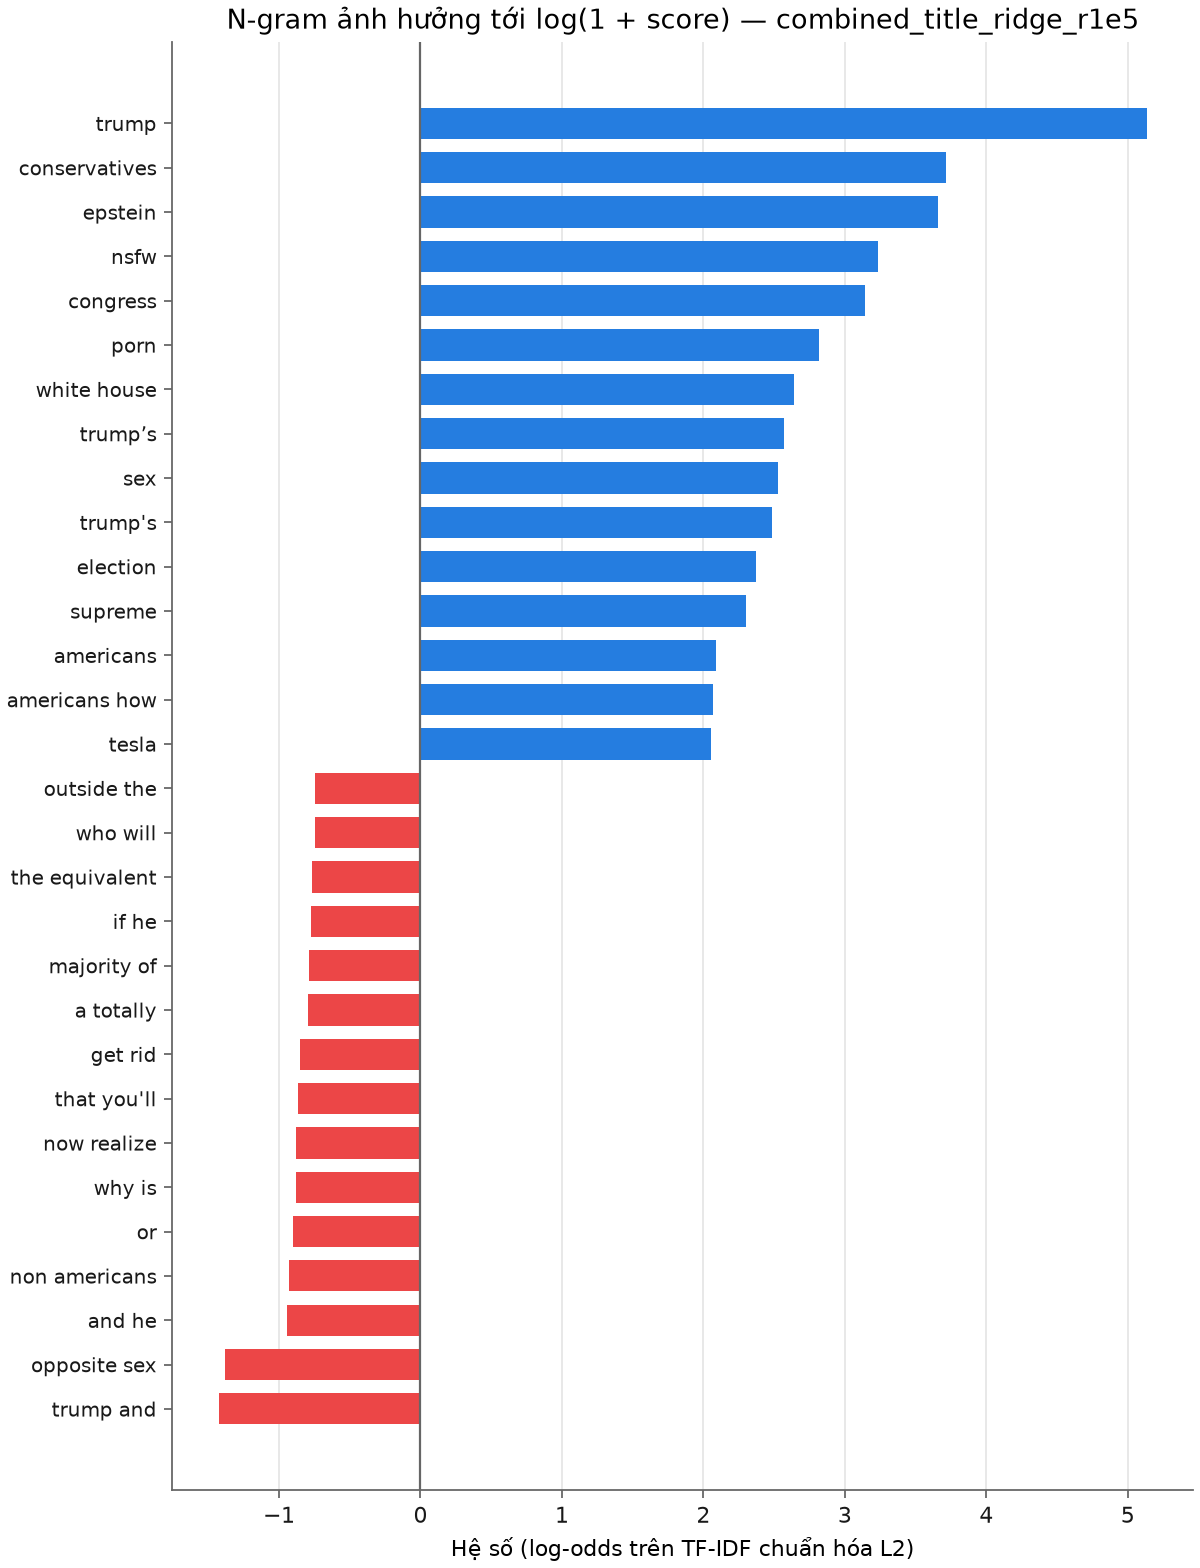 N-gram ảnh hưởng tới log(1 + score) — combined_title_ridge_r1e5
trump
conservatives
epstein
nsfw
congress
porn
white house
trump’s
sex
trump's
election
supreme
americans
americans how
tesla
outside the
who will
the equivalent
if he
majority of
a totally
get rid
that you'll
now realize
why is
or
non americans
and he
opposite sex
trump and
−1 0 1 2 3 4 5
Hệ số (log-odds trên TF-IDF chuẩn hóa L2)